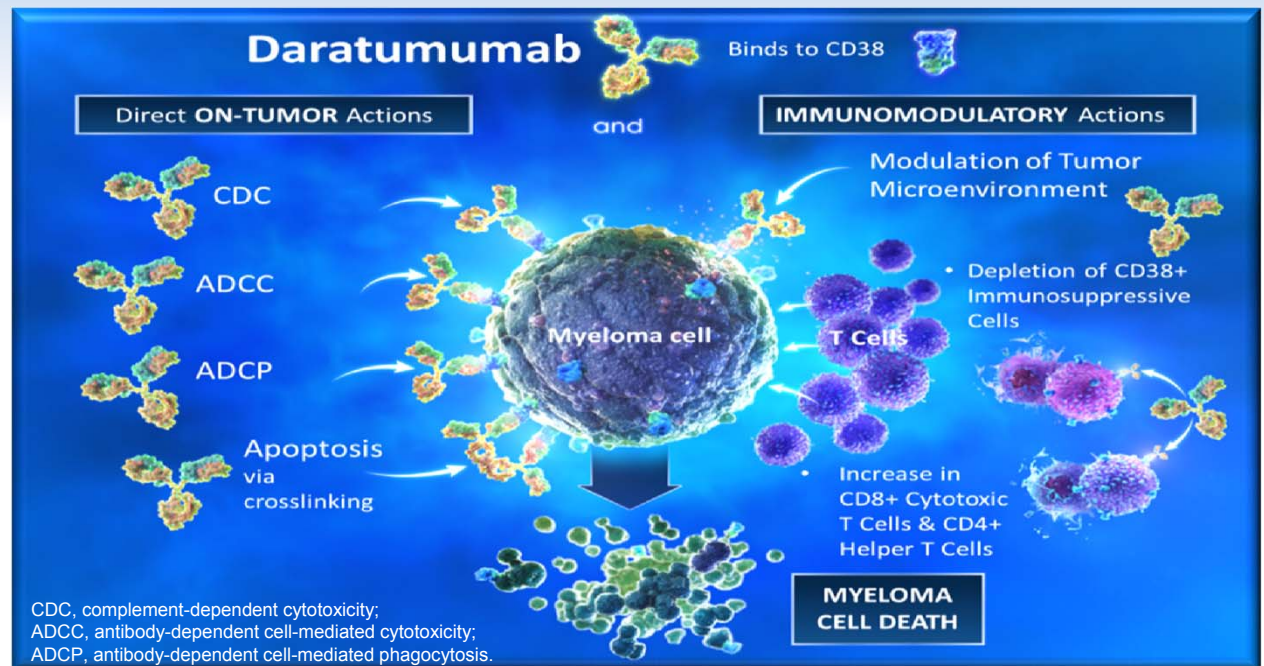 Daratumumab
Binds to CD38
and
Direct ON-TUMOR Actions
CDC
ADCC
ADCP
Apoptosis
via
crosslinking
IMMUNOMODULATORY Actions
Modulation of Tumor
Microenvironment
• Depletion of CD38+
Immunosuppressive
Cells
Myeloma cell
T Cells
• Increase in
CD8+ Cytotoxic
T Cells & CD4+
Helper T Cells
MYELOMA
CELL DEATH
CDC, complement-dependent cytotoxicity;
ADCC, antibody-dependent cell-mediated cytotoxicity;
ADCP, antibody-dependent cell-mediated phagocytosis.